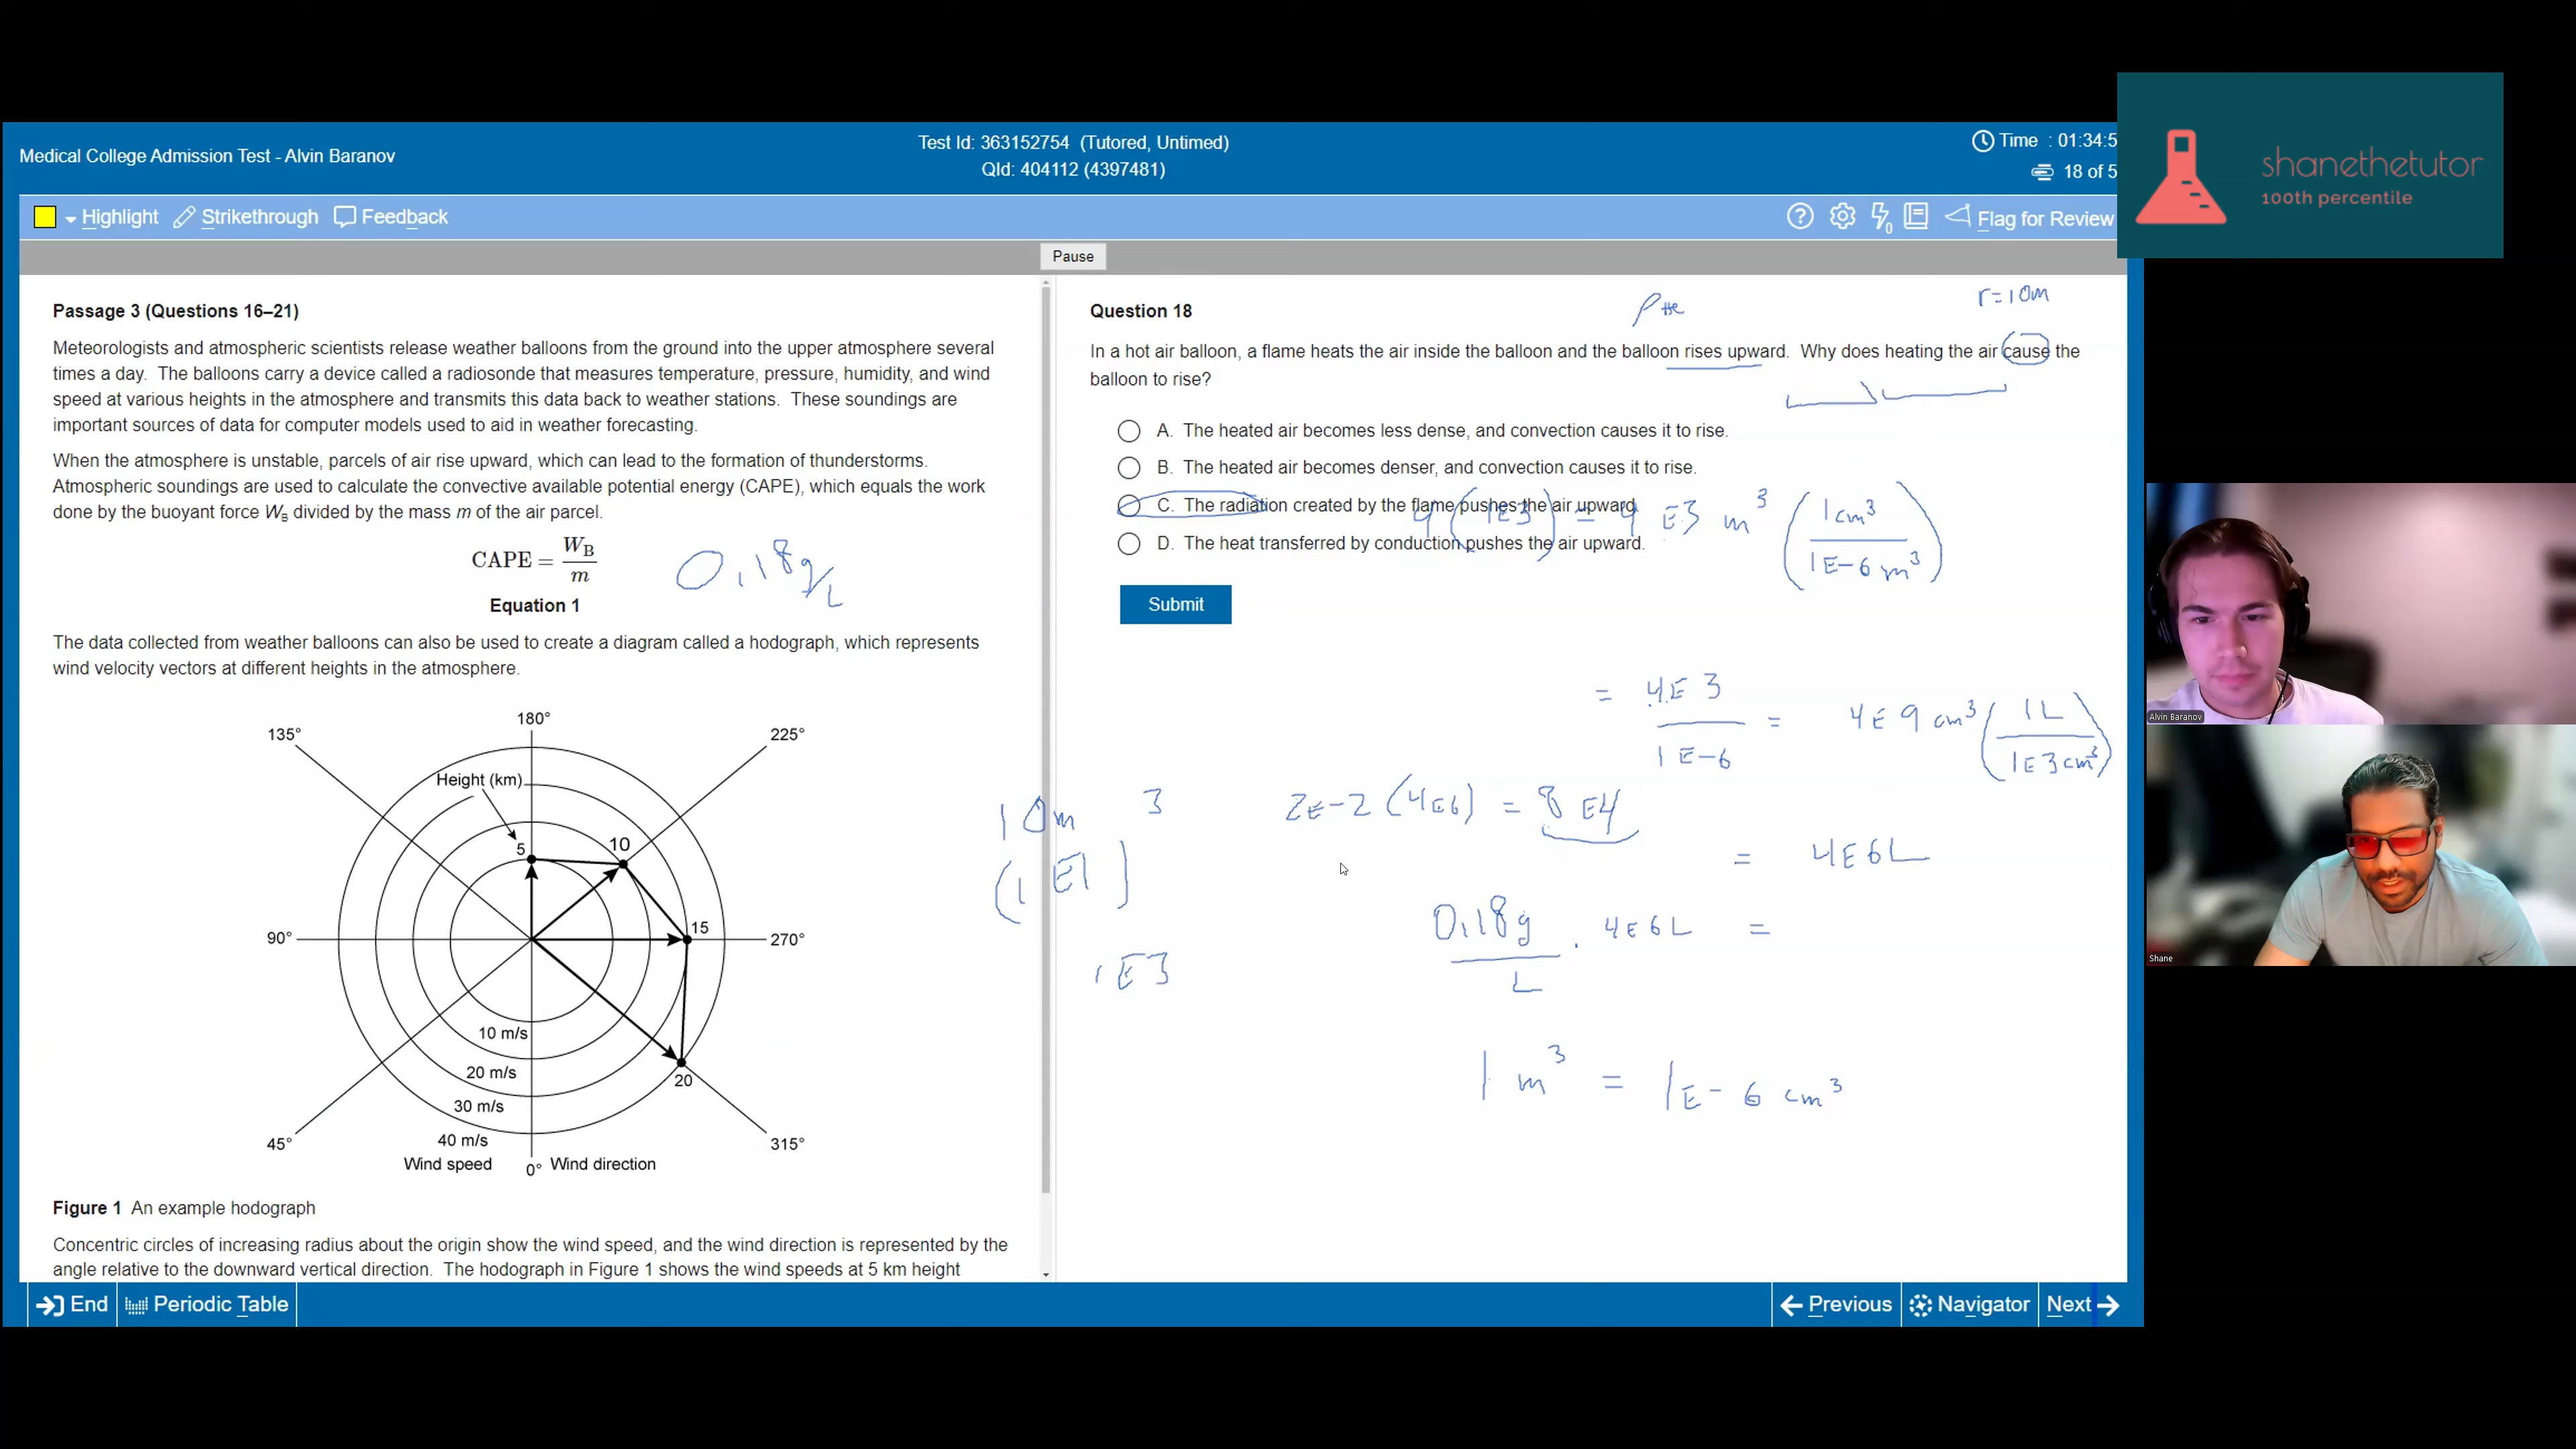 shanethetutor
100th percentile
Medical College Admission Test - Alvin Baranov
Test Id: 363152754 (Tutored, Untimed)
QId: 404112 (4397481)
Time : 01:34:5
18 of 5
Highlight
Strikethrough
Feedback
Flag for Review
Pause
Passage 3 (Questions 16–21)
Meteorologists and atmospheric scientists release weather balloons from the ground into the upper atmosphere several
times a day. The balloons carry a device called a radiosonde that measures temperature, pressure, humidity, and wind
speed at various heights in the atmosphere and transmits this data back to weather stations. These soundings are
important sources of data for computer models used to aid in weather forecasting.
When the atmosphere is unstable, parcels of air rise upward, which can lead to the formation of thunderstorms.
Atmospheric soundings are used to calculate the convective available potential energy (CAPE), which equals the work
done by the buoyant force W_B divided by the mass m of the air parcel.
CAPE = W_B / m
0.18 g/L
Equation 1
The data collected from weather balloons can also be used to create a diagram called a hodograph, which represents
wind velocity vectors at different heights in the atmosphere.
180°
135°
225°
Height (km)
5
10
15
90°
270°
10 m/s
20
20 m/s
30 m/s
40 m/s
45°
315°
Wind speed
0°
Wind direction
Figure 1 An example hodograph
Concentric circles of increasing radius about the origin show the wind speed, and the wind direction is represented by the
angle relative to the downward vertical direction. The hodograph in Figure 1 shows the wind speeds at 5 km height
Question 18
ρHe
r=10m
In a hot air balloon, a flame heats the air inside the balloon and the balloon rises upward. Why does heating the air cause the
balloon to rise?
A. The heated air becomes less dense, and convection causes it to rise.
B. The heated air becomes denser, and convection causes it to rise.
C. The radiation created by the flame pushes the air upward.
D. The heat transferred by conduction pushes the air upward.
4 (1E3) = 4 E3 m³ (1cm³ / 1E-6 m³)
Submit
= 4E3 / 1E-6 = 4E9 cm³ (1L / 1E3cm³)
10m 3
2E-2 (4E6) = 8 E4
(1E1)
= 4E6L
0.18g / L · 4E6L =
1E3
1 m³ = 1E-6 cm³
Alvin Baranov
Shane
End
Periodic Table
Previous
Navigator
Next